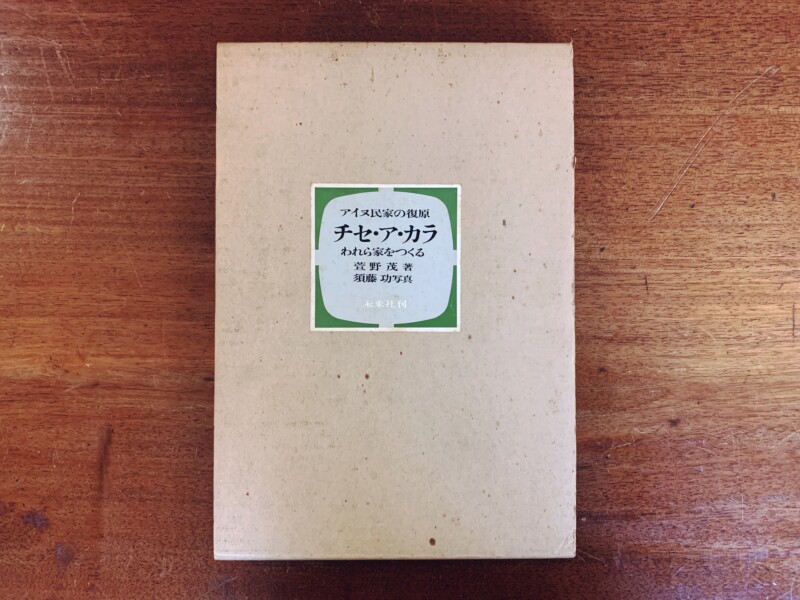 アイヌ民家の復原
チセ・ア・カラ
われら家をつくる
萱野茂著
須藤功写真
未来社刊